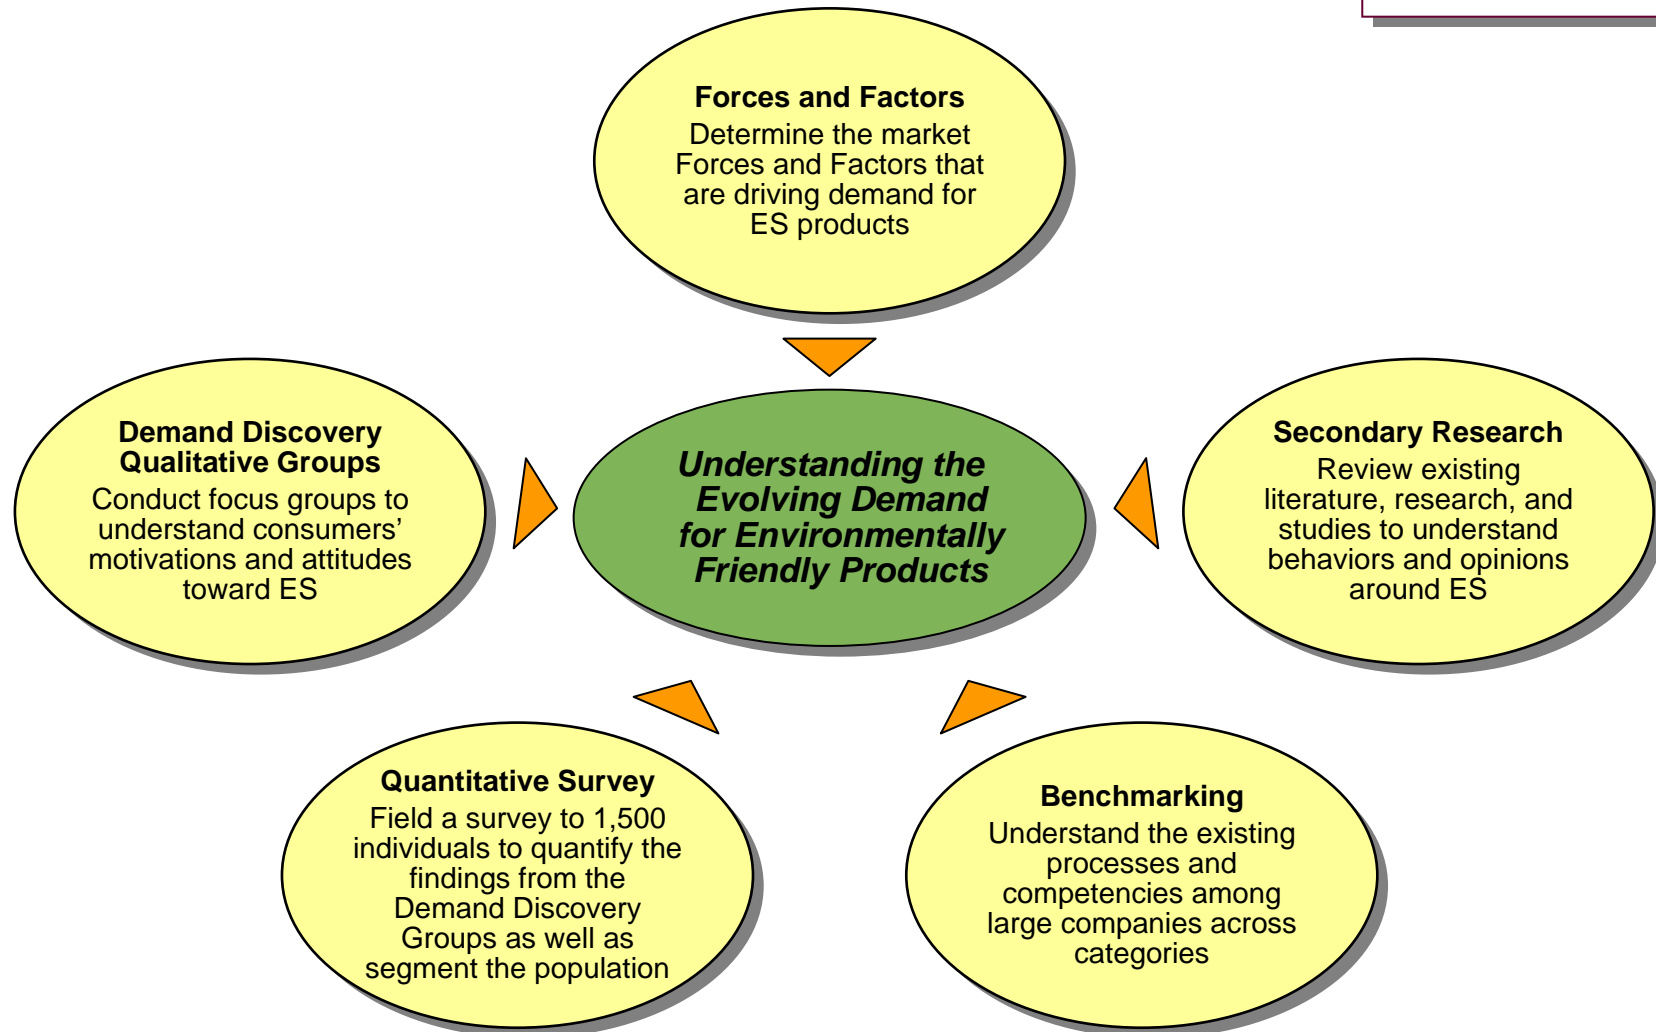 Forces and Factors
Determine the market
Forces and Factors that
are driving demand for
ES products
Demand Discovery
Qualitative Groups
Conduct focus groups to
understand consumers’
motivations and attitudes
toward ES
Understanding the
Evolving Demand
for Environmentally
Friendly Products
Secondary Research
Review existing
literature, research, and
studies to understand
behaviors and opinions
around ES
Quantitative Survey
Field a survey to 1,500
individuals to quantify the
findings from the
Demand Discovery
Groups as well as
segment the population
Benchmarking
Understand the existing
processes and
competencies among
large companies across
categories